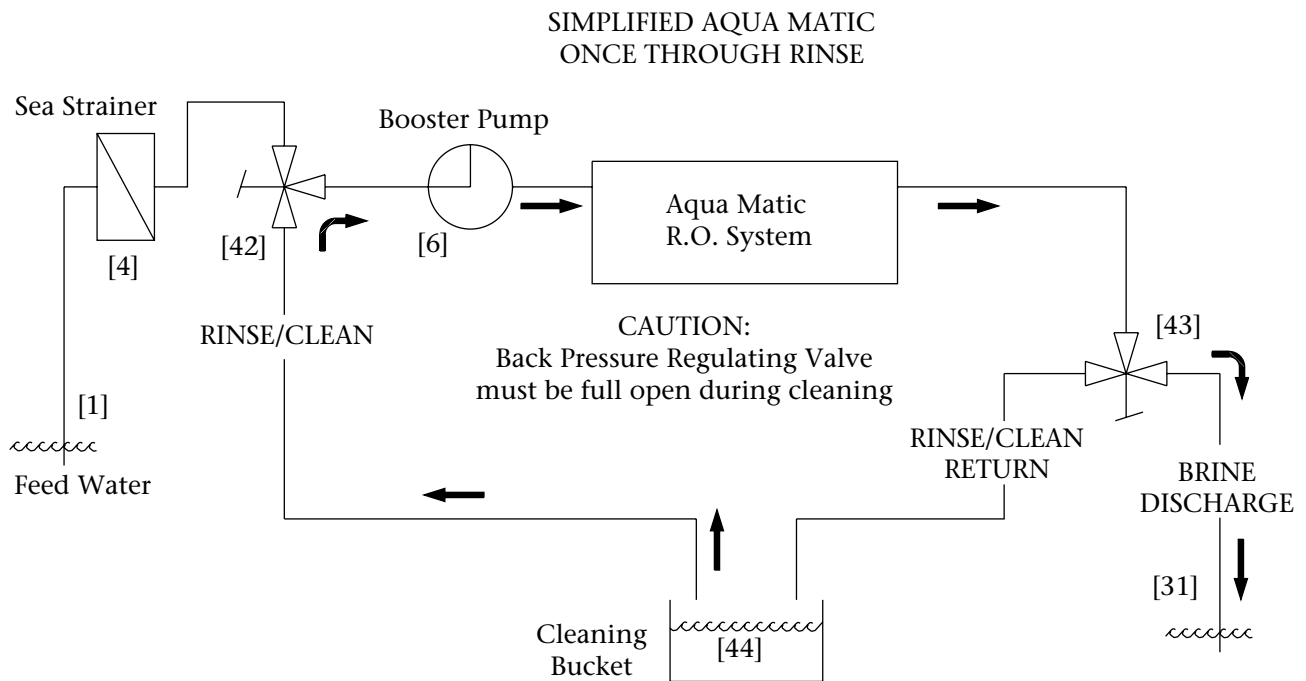 SIMPLIFIED AQUA MATIC
ONCE THROUGH RINSE
Sea Strainer
Booster Pump
Aqua Matic
R.O. System
[4]
[42]
[6]
RINSE/CLEAN
CAUTION:
Back Pressure Regulating Valve
must be full open during cleaning
[43]
[1]
Feed Water
RINSE/CLEAN
RETURN
BRINE
DISCHARGE
[31]
Cleaning
Bucket
[44]